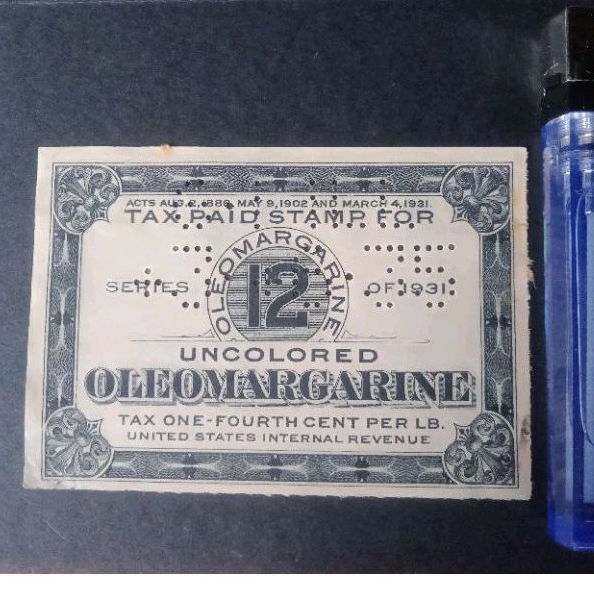 ACTS AUG. 2, 1886, MAY 9, 1902 AND MARCH 4, 1931.
TAX PAID STAMP FOR
OLEOMARGARINE
SERIES 12 OF 1931
UNCOLORED
OLEOMARGARINE
TAX ONE-FOURTH CENT PER LB.
UNITED STATES INTERNAL REVENUE